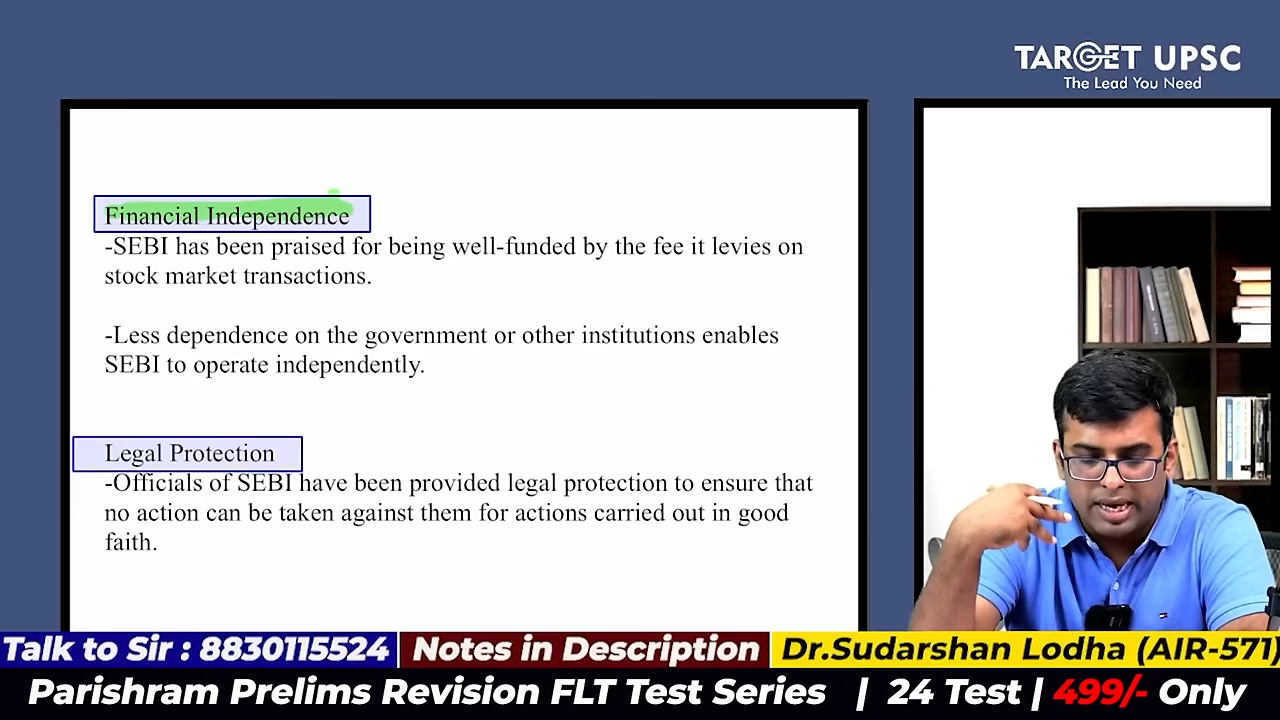 TARGET UPSC
The Lead You Need
Financial Independence
-SEBI has been praised for being well-funded by the fee it levies on
stock market transactions.
-Less dependence on the government or other institutions enables
SEBI to operate independently.
Legal Protection
-Officials of SEBI have been provided legal protection to ensure that
no action can be taken against them for actions carried out in good
faith.
Talk to Sir : 8830115524
Notes in Description
Dr.Sudarshan Lodha (AIR-571)
Parishram Prelims Revision FLT Test Series | 24 Test | 499/- Only